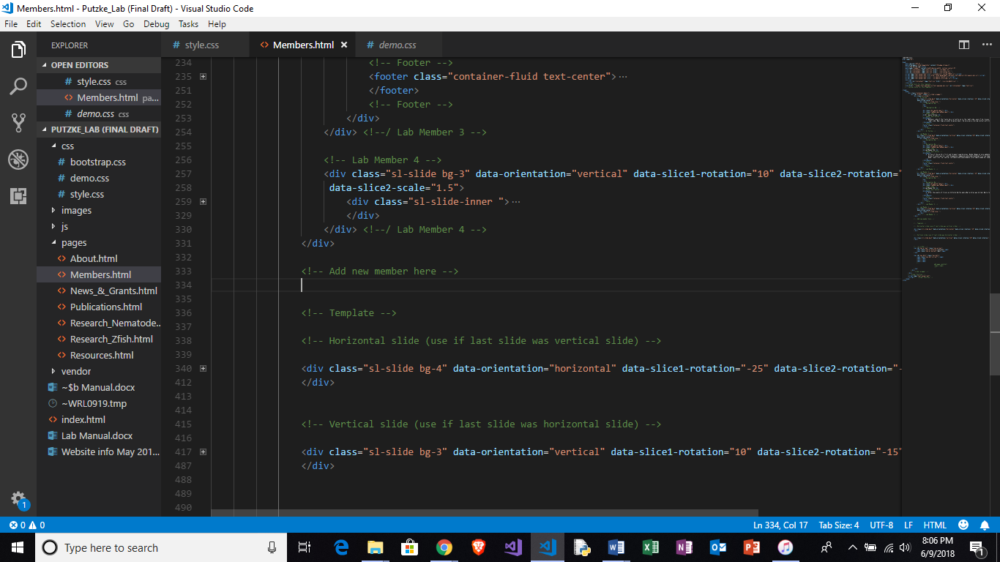 Members.html - Putzke_Lab (Final Draft) - Visual Studio Code
File Edit Selection View Go Debug Tasks Help
EXPLORER
OPEN EDITORS
# style.css css
<> Members.html pa...
# demo.css css
PUTZKE_LAB (FINAL DRAFT)
css
# bootstrap.css
# demo.css
# style.css
images
js
pages
<> About.html
<> Members.html
<> News_&_Grants.html
<> Publications.html
<> Research_Nematode...
<> Research_Zfish.html
<> Resources.html
vendor
~$b Manual.docx
~WRL0919.tmp
<> index.html
Lab Manual.docx
Website info May 201...
1
# style.css <> Members.html × # demo.css
234 <!-- Footer -->
235 <footer class="container-fluid text-center">…
251 </footer>
252 <!-- Footer -->
253 </div>
254 </div> <!--/ Lab Member 3 -->
255
256 <!-- Lab Member 4 -->
257 <div class="sl-slide bg-3" data-orientation="vertical" data-slice1-rotation="10" data-slice2-rotation="
258 data-slice2-scale="1.5">
259 <div class="sl-slide-inner ">…
329 </div>
330 </div> <!--/ Lab Member 4 -->
331 </div>
332
333 <!-- Add new member here -->
334
335
336 <!-- Template -->
337
338 <!-- Horizontal slide (use if last slide was vertical slide) -->
339
340 <div class="sl-slide bg-4" data-orientation="horizontal" data-slice1-rotation="-25" data-slice2-rotation="-
412 </div>
413
414
415 <!-- Vertical slide (use if last slide was horizontal slide) -->
416
417 <div class="sl-slide bg-3" data-orientation="vertical" data-slice1-rotation="10" data-slice2-rotation="-15"
487 </div>
488
489
490
0 0 Ln 334, Col 17 Tab Size: 4 UTF-8 LF HTML
Type here to search
8:06 PM
6/9/2018
1